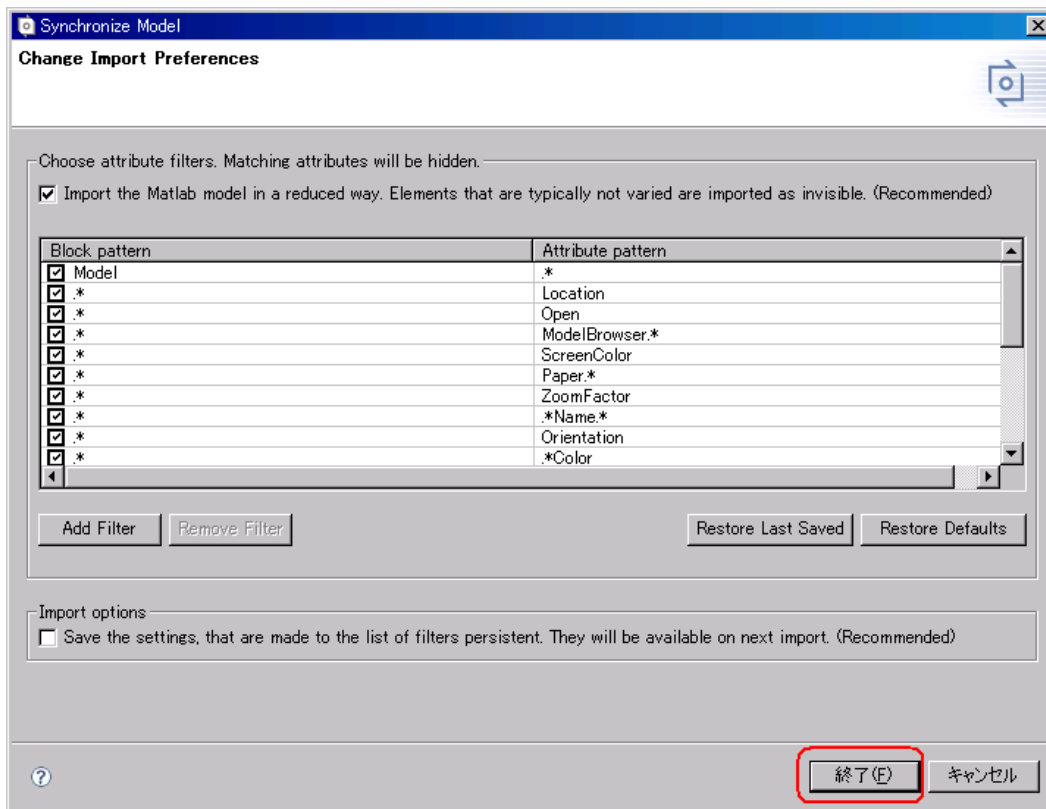 Synchronize Model
Change Import Preferences
Choose attribute filters. Matching attributes will be hidden.
Import the Matlab model in a reduced way. Elements that are typically not varied are imported as invisible. (Recommended)
Block pattern Attribute pattern
Model .*
.* Location
.* Open
.* ModelBrowser.*
.* ScreenColor
.* Paper.*
.* ZoomFactor
.* .*Name.*
.* Orientation
.* .*Color
Add Filter Remove Filter Restore Last Saved Restore Defaults
Import options
Save the settings, that are made to the list of filters persistent. They will be available on next import. (Recommended)
? 終了(F) キャンセル